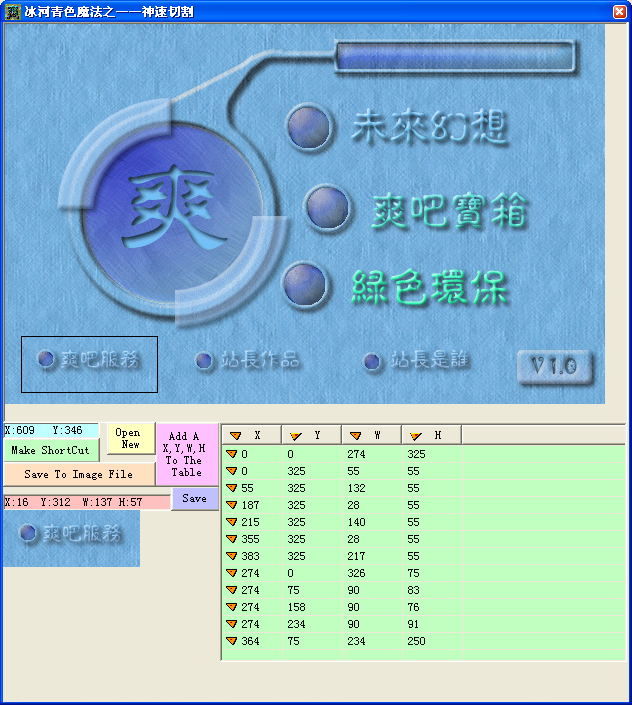 冰河青色魔法之一——神速切割
未來幻想
爽
爽吧寶箱
綠色環保
爽吧服務
站長作品
站長是誰
V 1.0
X:609 Y:346
Make ShortCut
Open
New
Add A
X,Y,W,H
To The
Table
Save To Image File
X:16 Y:312 W:137 H:57
Save
爽吧服務
X Y W H
0 0 274 325
0 325 55 55
55 325 132 55
187 325 28 55
215 325 140 55
355 325 28 55
383 325 217 55
274 0 326 75
274 75 90 83
274 158 90 76
274 234 90 91
364 75 234 250